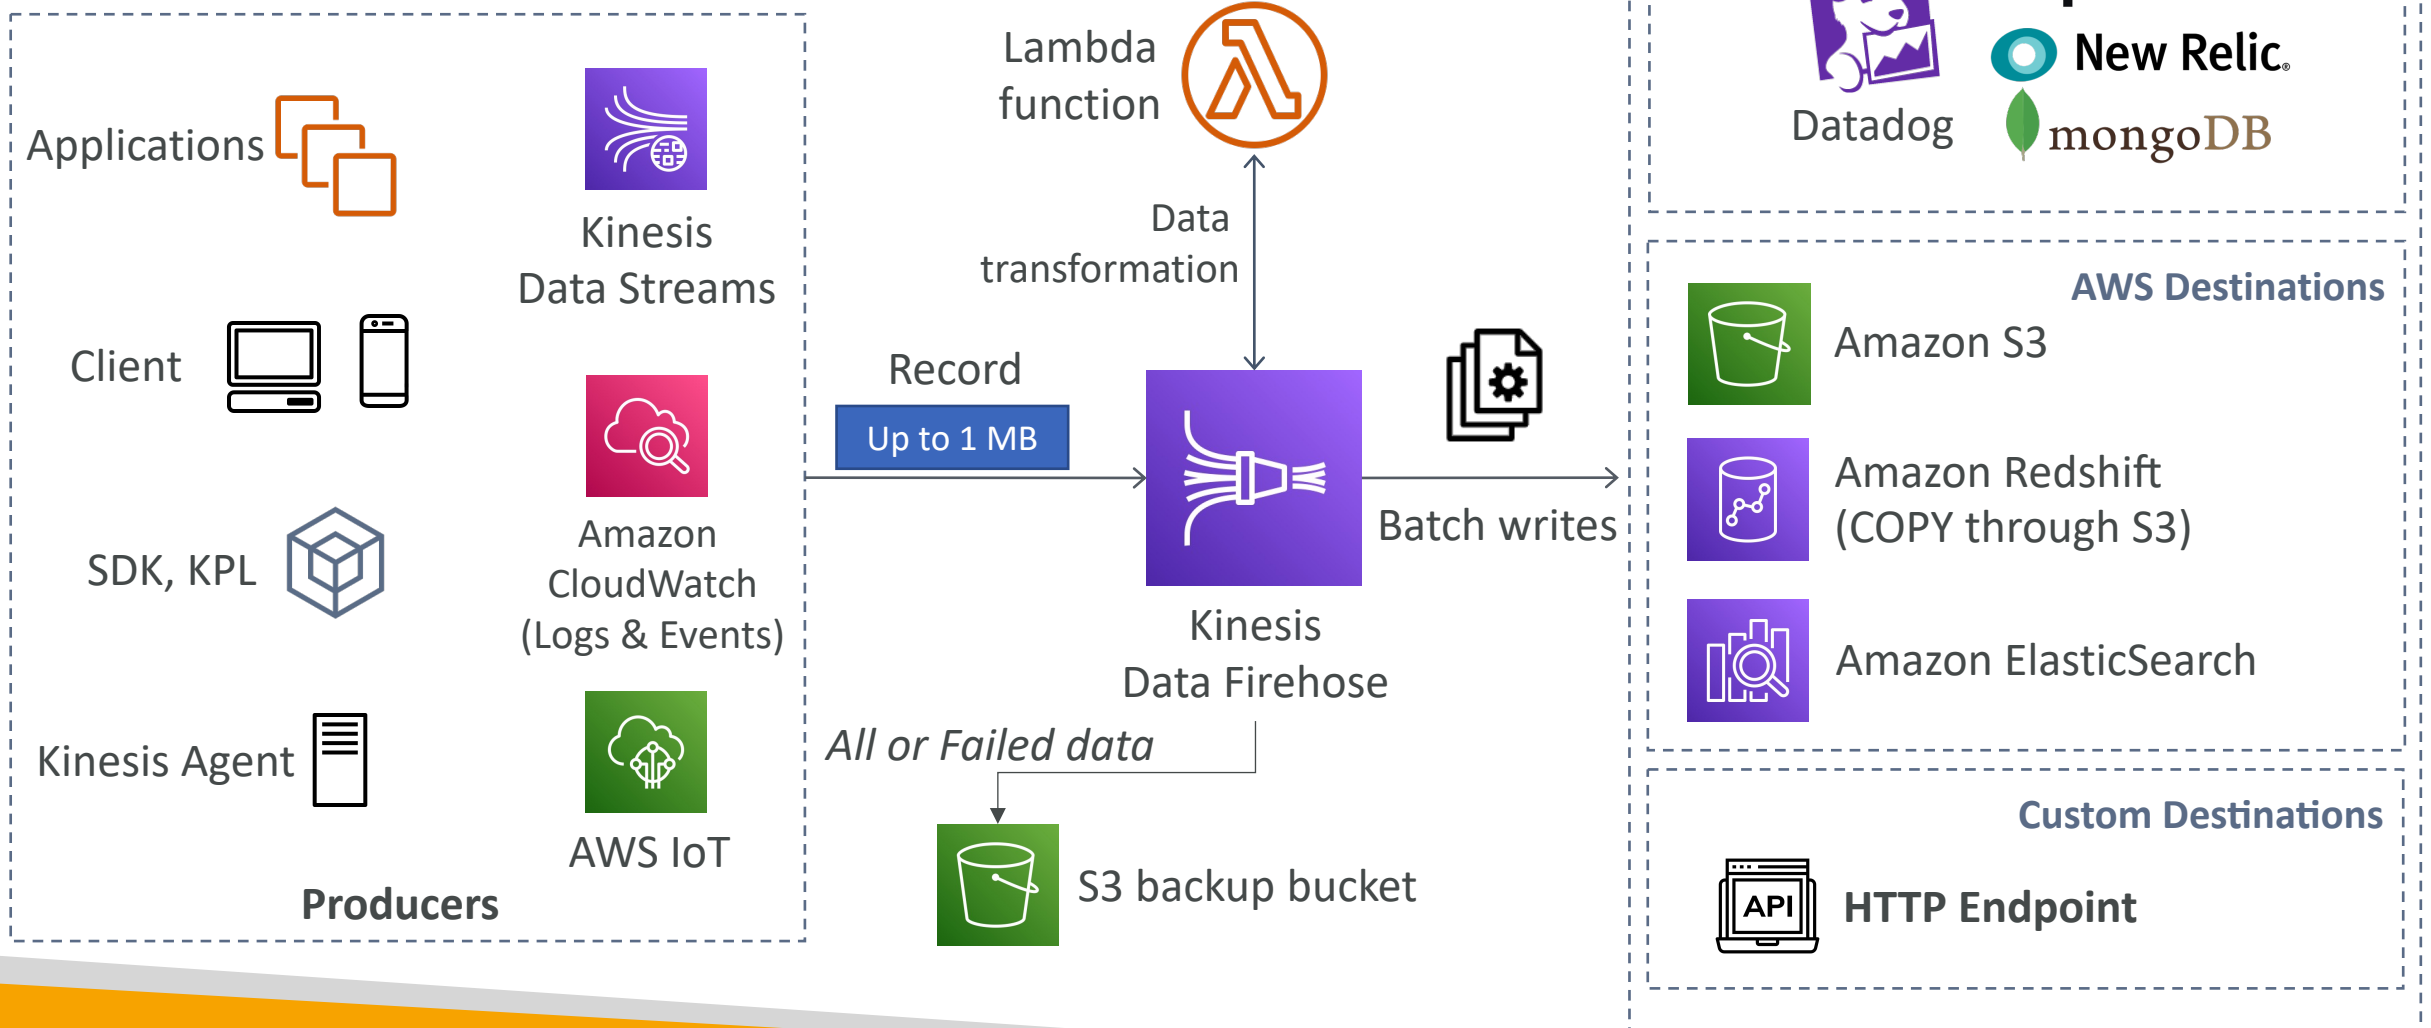 Applications
Kinesis
Data Streams
Client
SDK, KPL
Amazon
CloudWatch
(Logs & Events)
Kinesis Agent
AWS IoT
Producers
Lambda
function
Data
transformation
Record
Up to 1 MB
Kinesis
Data Firehose
Batch writes
All or Failed data
S3 backup bucket
New Relic®
Datadog
mongoDB
AWS Destinations
Amazon S3
Amazon Redshift
(COPY through S3)
Amazon ElasticSearch
Custom Destinations
API
HTTP Endpoint